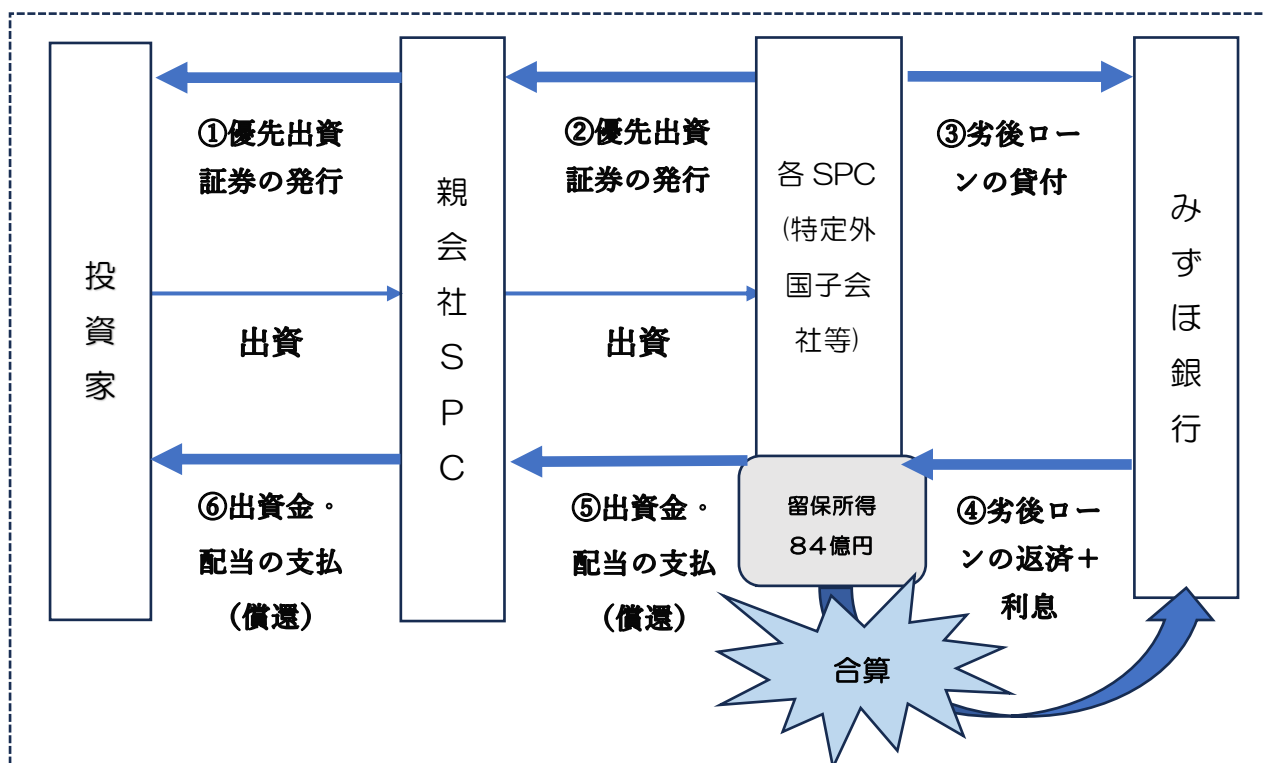 ①優先出資
証券の発行
②優先出資
証券の発行
③劣後ロー
ンの貸付
投資家
親会社ＳＰＣ
各 SPC
(特定外
国子会
社等)
みずほ銀行
出資
出資
⑥出資金・
配当の支払
（償還）
⑤出資金・
配当の支払
（償還）
留保所得
８４億円
④劣後ロー
ンの返済＋
利息
合算